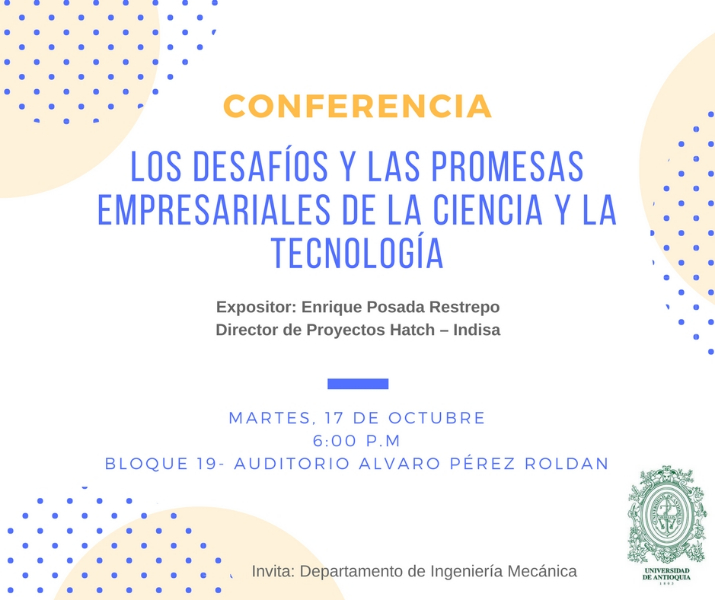 CONFERENCIA
LOS DESAFÍOS Y LAS PROMESAS
EMPRESARIALES DE LA CIENCIA Y LA
TECNOLOGÍA
Expositor: Enrique Posada Restrepo
Director de Proyectos Hatch – Indisa
MARTES, 17 DE OCTUBRE
6:00 P.M
BLOQUE 19- AUDITORIO ALVARO PÉREZ ROLDAN
UNIVERSIDAD
DE ANTIOQUIA
1803
Invita: Departamento de Ingeniería Mecánica